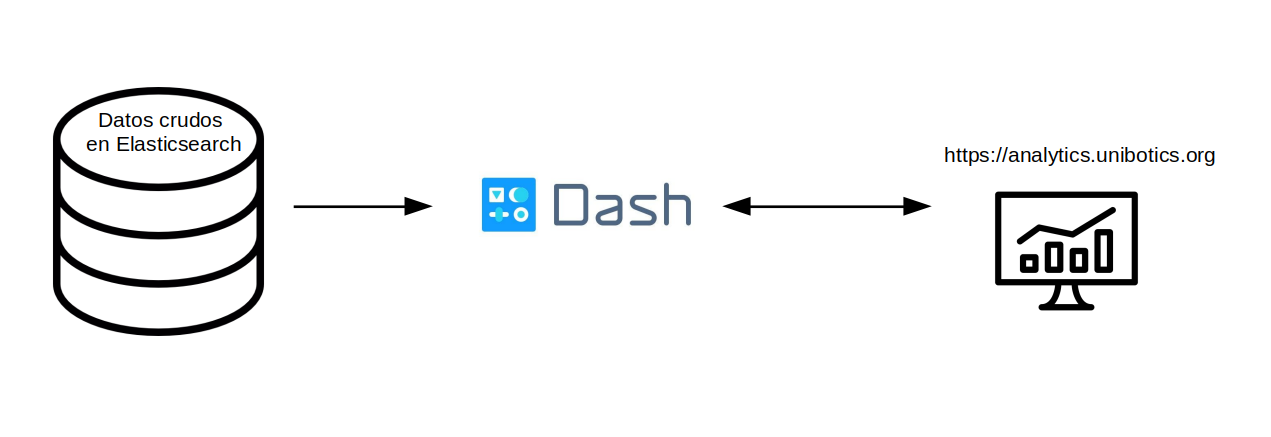 Datos crudos
en Elasticsearch
Dash
https://analytics.unibotics.org